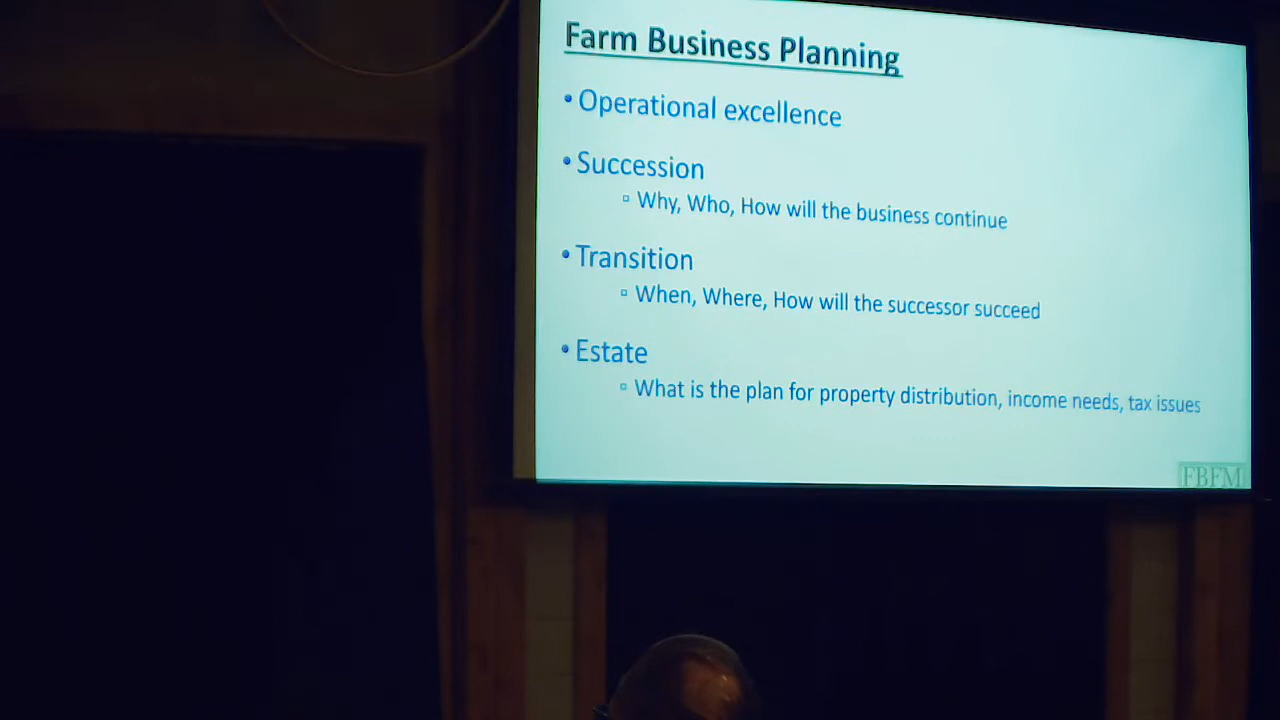 Farm Business Planning
• Operational excellence
• Succession
▫ Why, Who, How will the business continue
• Transition
▫ When, Where, How will the successor succeed
• Estate
▫ What is the plan for property distribution, income needs, tax issues
FBFM